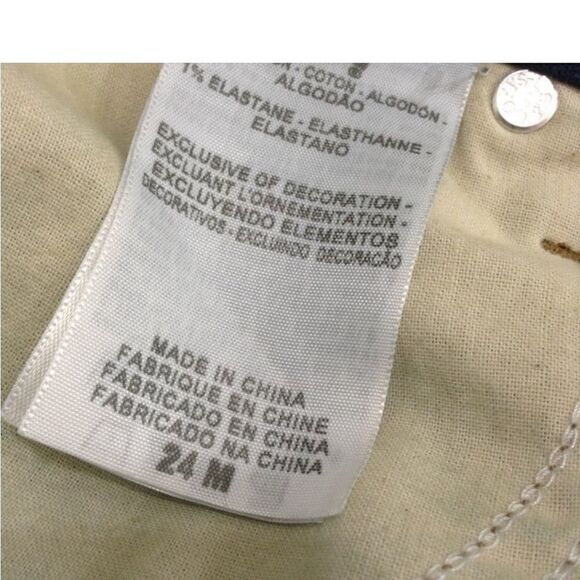 - COTON - ALGODÓN -
ALGODÃO
1% ELASTANE - ELASTHANNE -
ELASTANO
EXCLUSIVE OF DECORATION -
EXCLUANT L'ORNEMENTATION -
EXCLUYENDO ELEMENTOS
DECORATIVOS - EXCLUINDO DECORACÃO
MADE IN CHINA
FABRIQUE EN CHINE
FABRICADO EN CHINA
FABRICADO NA CHINA
24 M